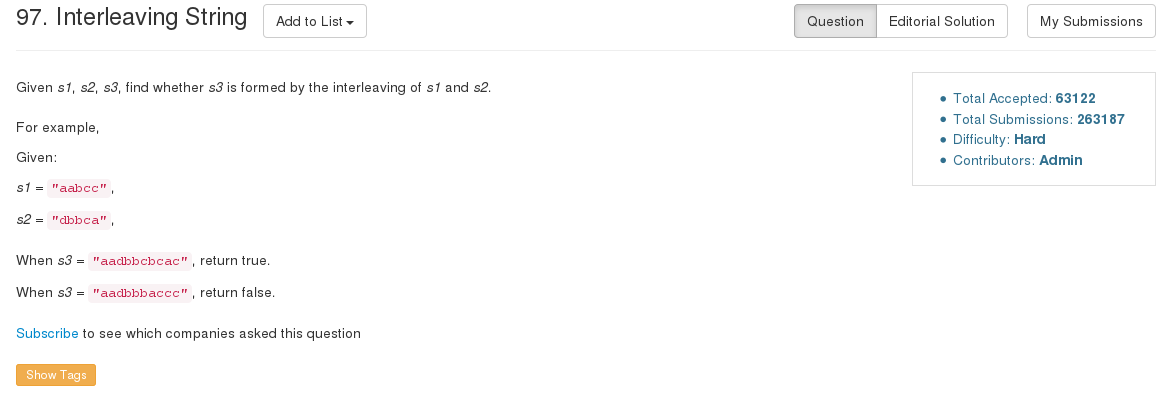 97. Interleaving String Add to List Question Editorial Solution My Submissions
Given s1, s2, s3, find whether s3 is formed by the interleaving of s1 and s2.
Total Accepted: 63122
Total Submissions: 263187
Difficulty: Hard
Contributors: Admin
For example,
Given:
s1 = "aabcc",
s2 = "dbbca",
When s3 = "aadbbcbcac", return true.
When s3 = "aadbbbaccc", return false.
Subscribe to see which companies asked this question
Show Tags